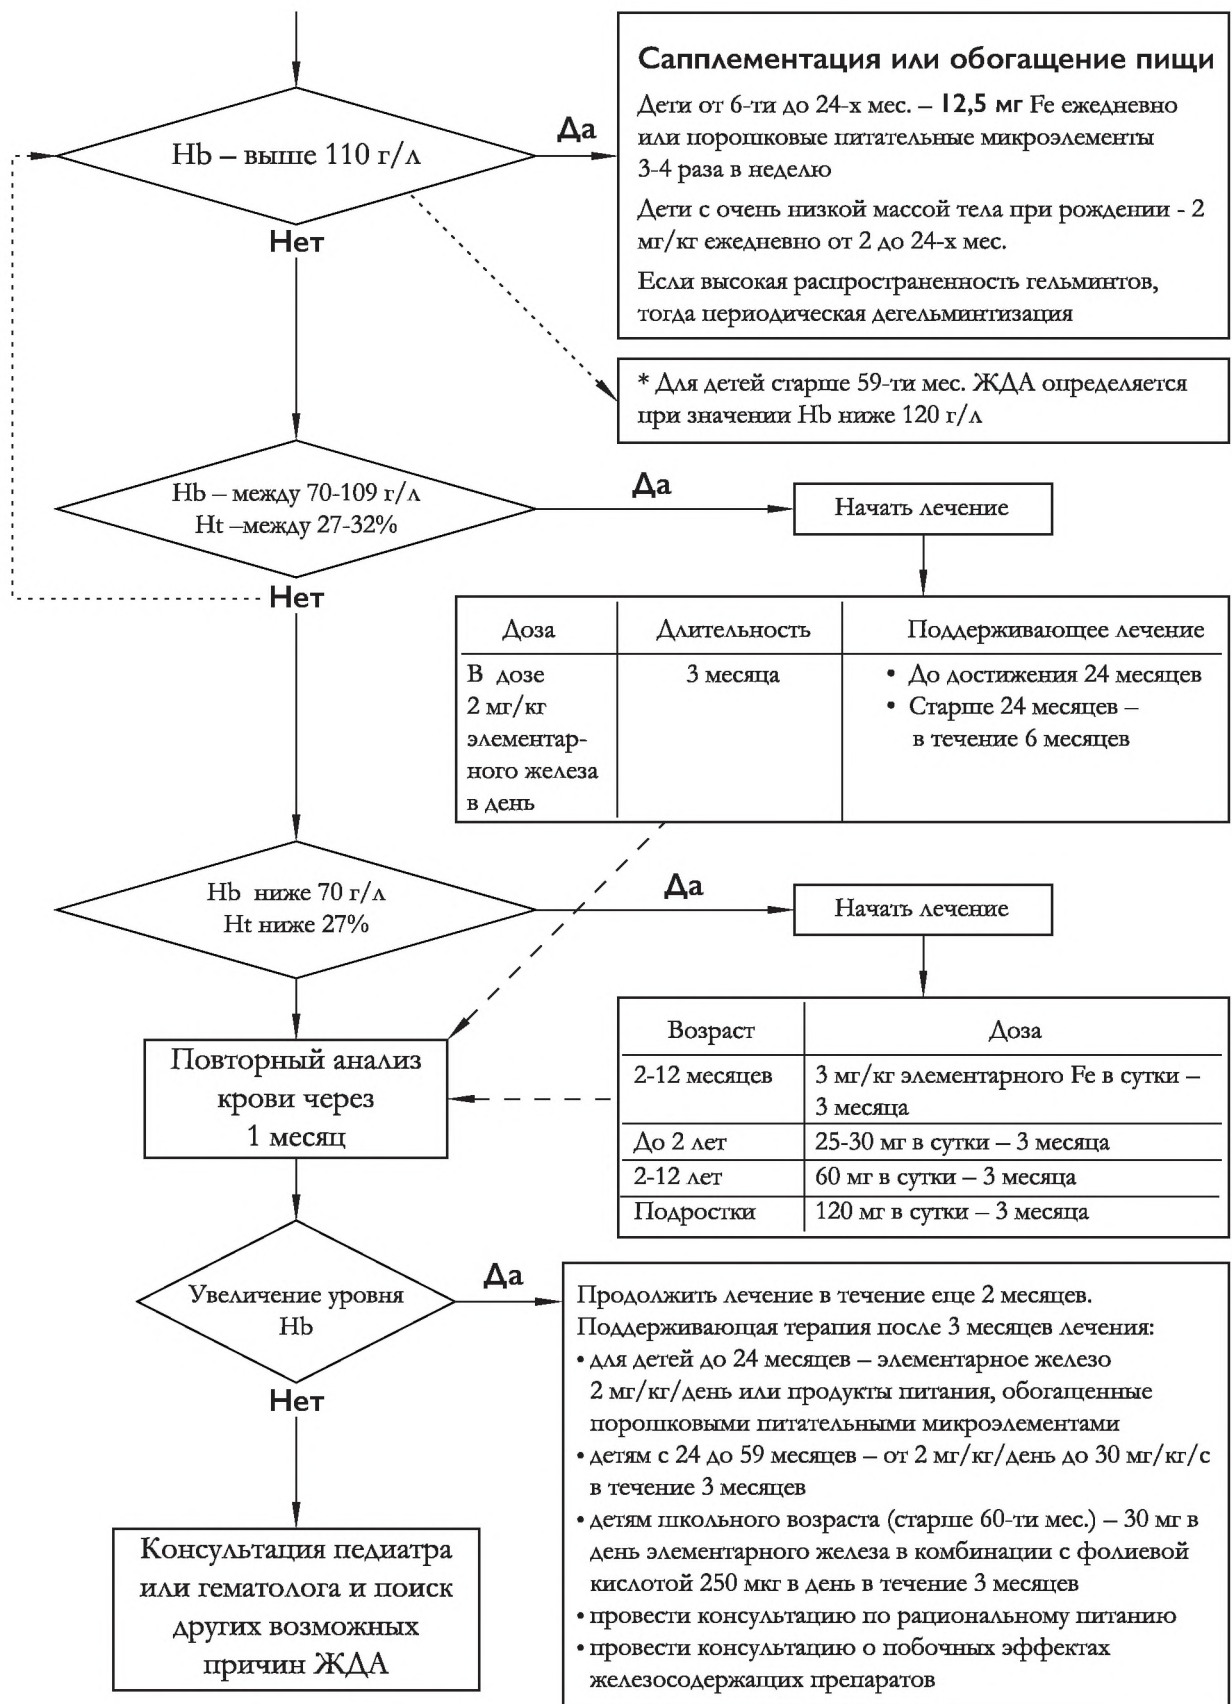 Сапплементация или обогащение пищи
Дети от 6-ти до 24-х мес. – 12,5 мг Fe ежедневно
или порошковые питательные микроэлементы
3-4 раза в неделю
Дети с очень низкой массой тела при рождении - 2
мг/кг ежедневно от 2 до 24-х мес.
Если высокая распространенность гельминтов,
тогда периодическая дегельминтизация
Hb – выше 110 г/л
Да
Нет
* Для детей старше 59-ти мес. ЖДА определяется
при значении Hb ниже 120 г/л
Hb – между 70-109 г/л
Ht –между 27-32%
Да
Начать лечение
Нет
Доза
Длительность
Поддерживающее лечение
В дозе
2 мг/кг
элементар-
ного железа
в день
3 месяца
• До достижения 24 месяцев
• Старше 24 месяцев –
в течение 6 месяцев
Hb ниже 70 г/л
Ht ниже 27%
Да
Начать лечение
Возраст
Доза
2-12 месяцев
3 мг/кг элементарного Fe в сутки –
3 месяца
До 2 лет
25-30 мг в сутки – 3 месяца
2-12 лет
60 мг в сутки – 3 месяца
Подростки
120 мг в сутки – 3 месяца
Повторный анализ
крови через
1 месяц
Увеличение уровня
Hb
Да
Нет
Продолжить лечение в течение еще 2 месяцев.
Поддерживающая терапия после 3 месяцев лечения:
• для детей до 24 месяцев – элементарное железо
2 мг/кг/день или продукты питания, обогащенные
порошковыми питательными микроэлементами
• детям с 24 до 59 месяцев – от 2 мг/кг/день до 30 мг/кг/с
в течение 3 месяцев
• детям школьного возраста (старше 60-ти мес.) – 30 мг в
день элементарного железа в комбинации с фолиевой
кислотой 250 мкг в день в течение 3 месяцев
• провести консультацию по рациональному питанию
• провести консультацию о побочных эффектах
железосодержащих препаратов
Консультация педиатра
или гематолога и поиск
других возможных
причин ЖДА